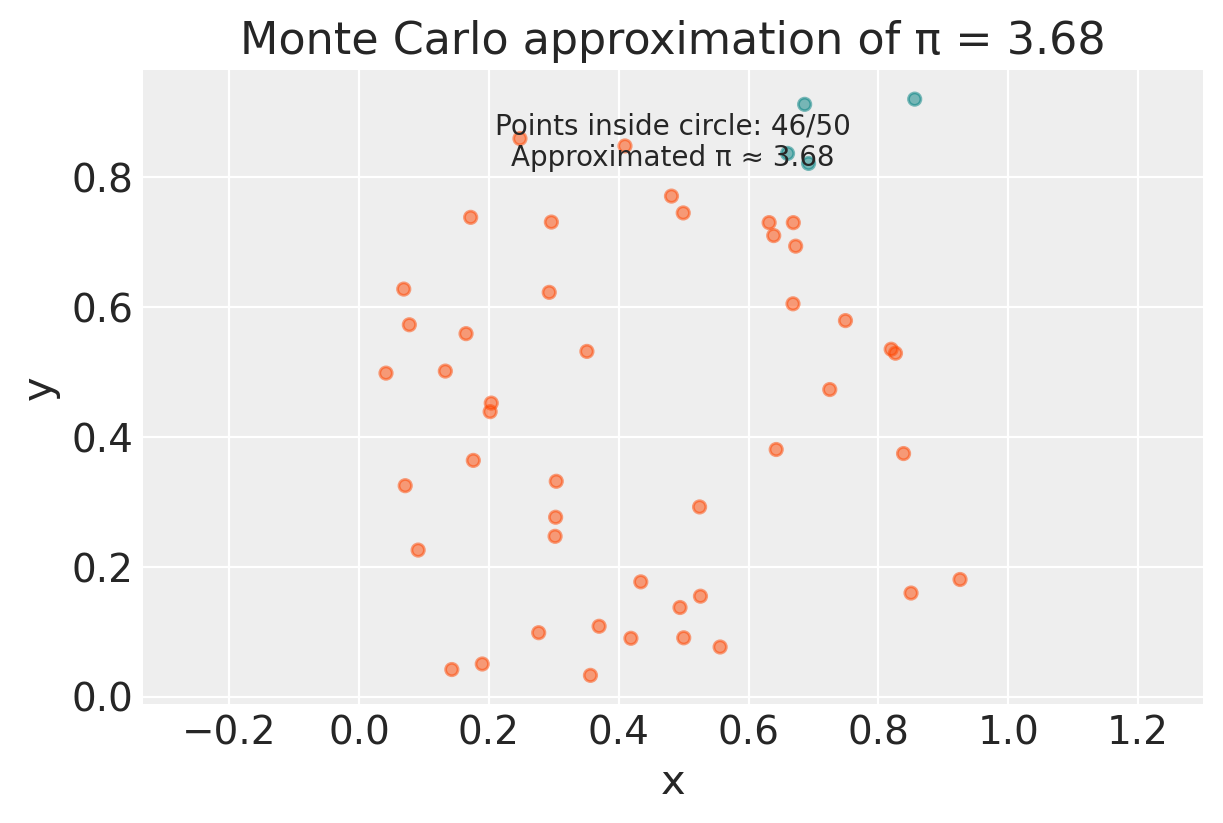 Monte Carlo approximation of π = 3.68
Points inside circle: 46/50
Approximated π ≈ 3.68
0.8
0.6
0.4
0.2
0.0
y
−0.2 0.0 0.2 0.4 0.6 0.8 1.0 1.2
x